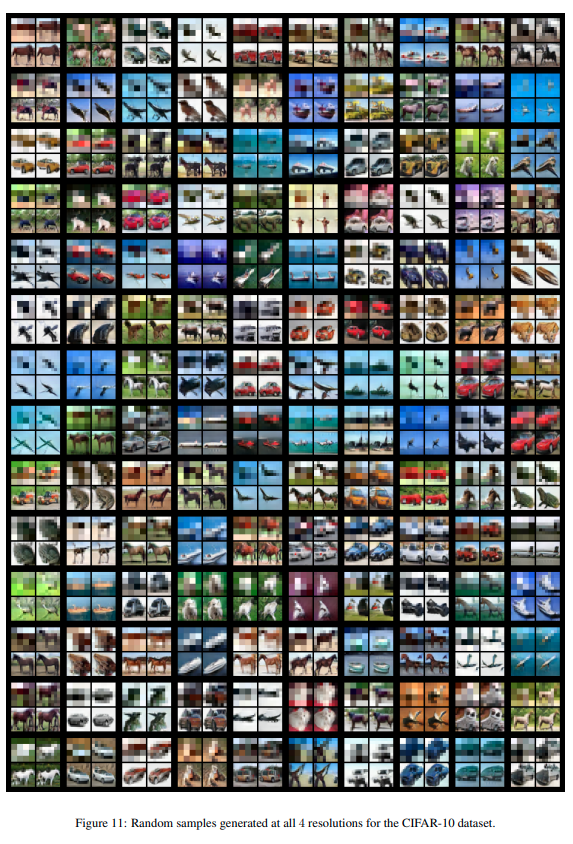 Figure 11: Random samples generated at all 4 resolutions for the CIFAR-10 dataset.